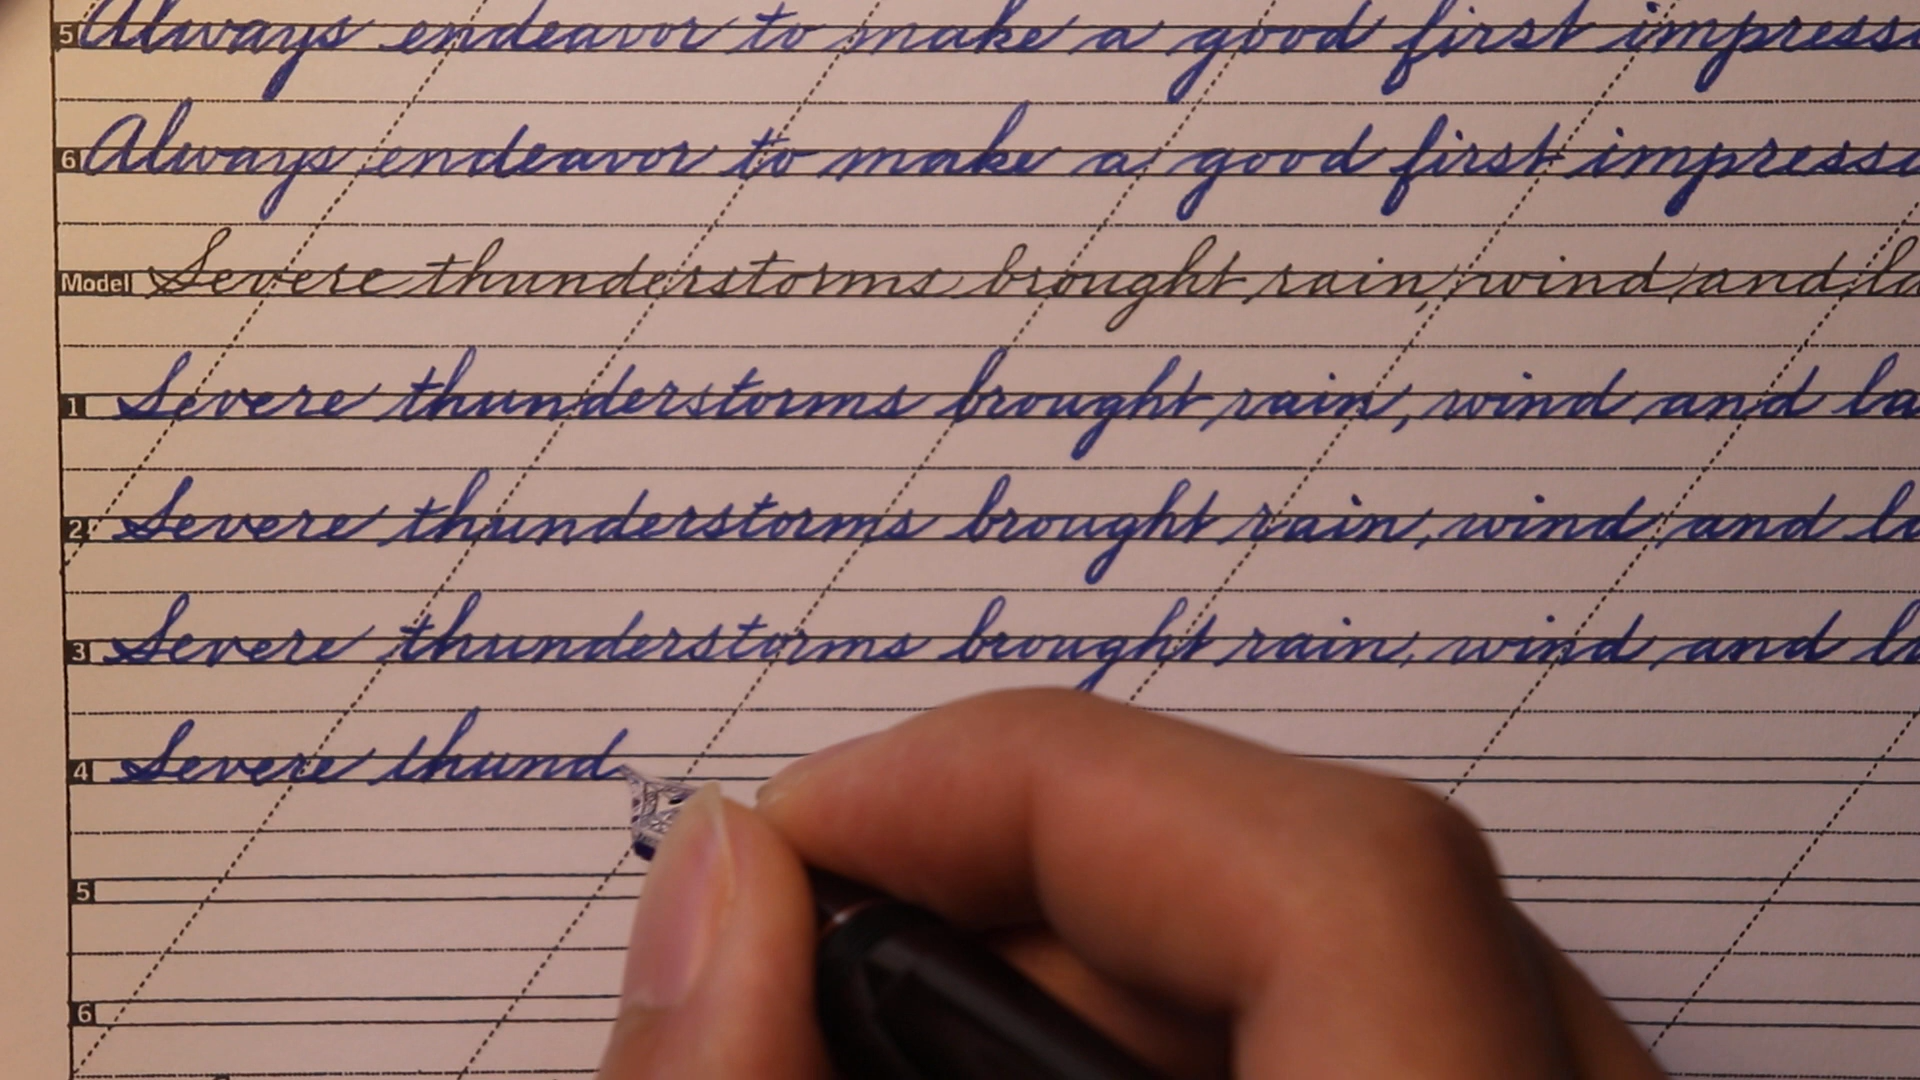 5 Always endeavor to make a good first
6 Always endeavor to make a good first
Model Severe thunderstorms brought rain, wind and
1 Severe thunderstorms brought rain, wind and
2 Severe thunderstorms brought rain, wind and
3 Severe thunderstorms brought rain, wind and
4 Severe thund
5
6